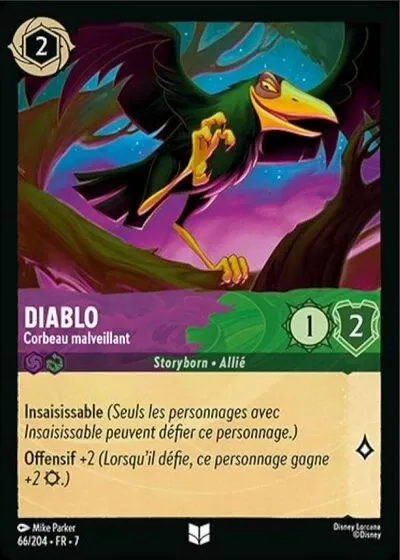 2
DIABLO
Corbeau malveillant
1
2
Storyborn • Allié
Insaisissable (Seuls les personnages avec
Insaisissable peuvent défier ce personnage.)
Offensif +2 (Lorsqu'il défie, ce personnage gagne
+2 .)
Mike Parker
66/204 • FR • 7
Disney Lorcana
©Disney